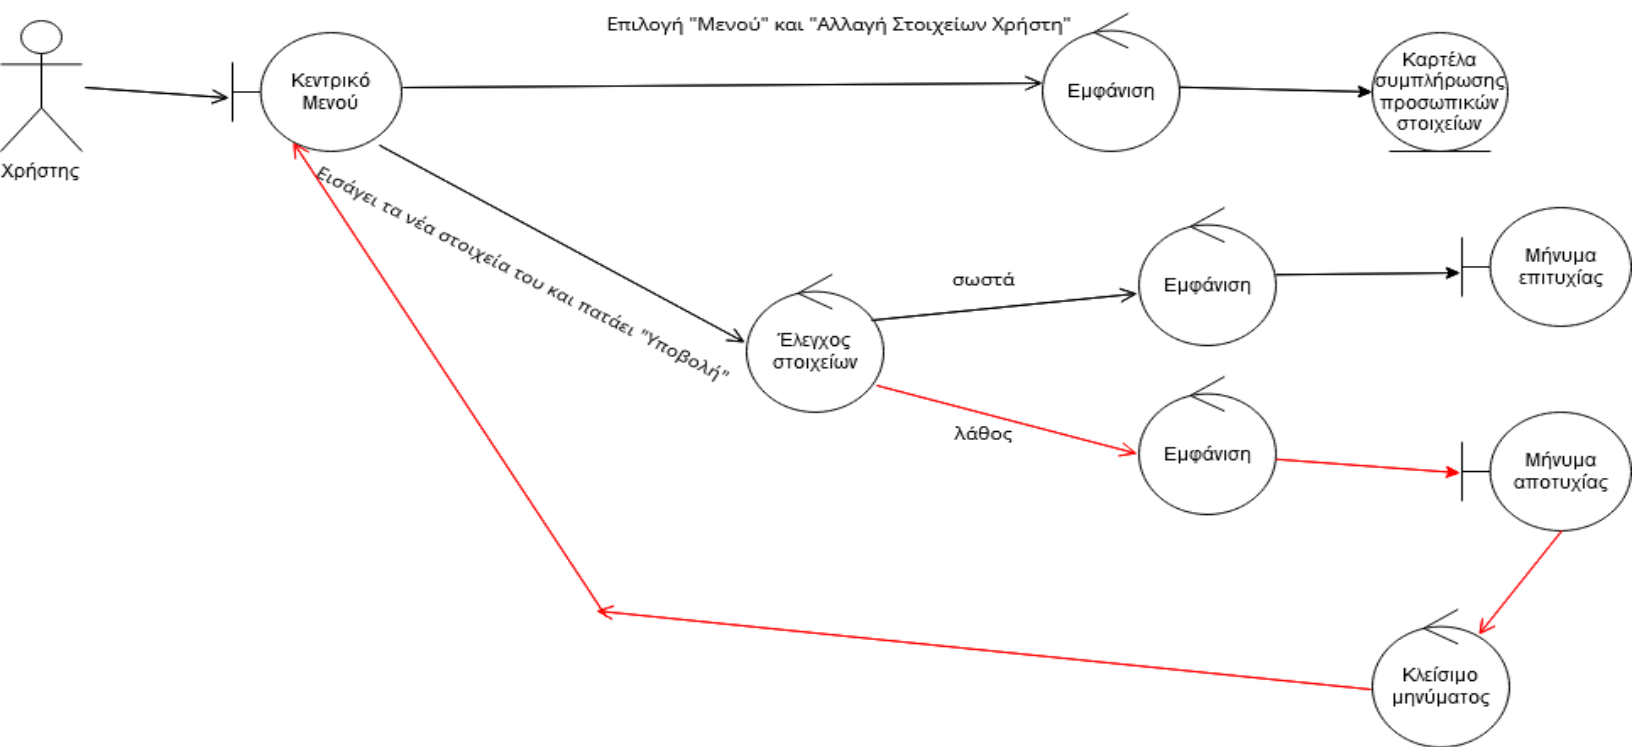 Επιλογή "Μενού" και "Αλλαγή Στοιχείων Χρήστη"
Χρήστης
Κεντρικό
Μενού
Εμφάνιση
Καρτέλα
συμπλήρωσης
προσωπικών
στοιχείων
Εισάγει τα νέα στοιχεία του και πατάει "Υποβολή"
Έλεγχος
στοιχείων
σωστά
Εμφάνιση
Μήνυμα
επιτυχίας
λάθος
Εμφάνιση
Μήνυμα
αποτυχίας
Κλείσιμο
μηνύματος